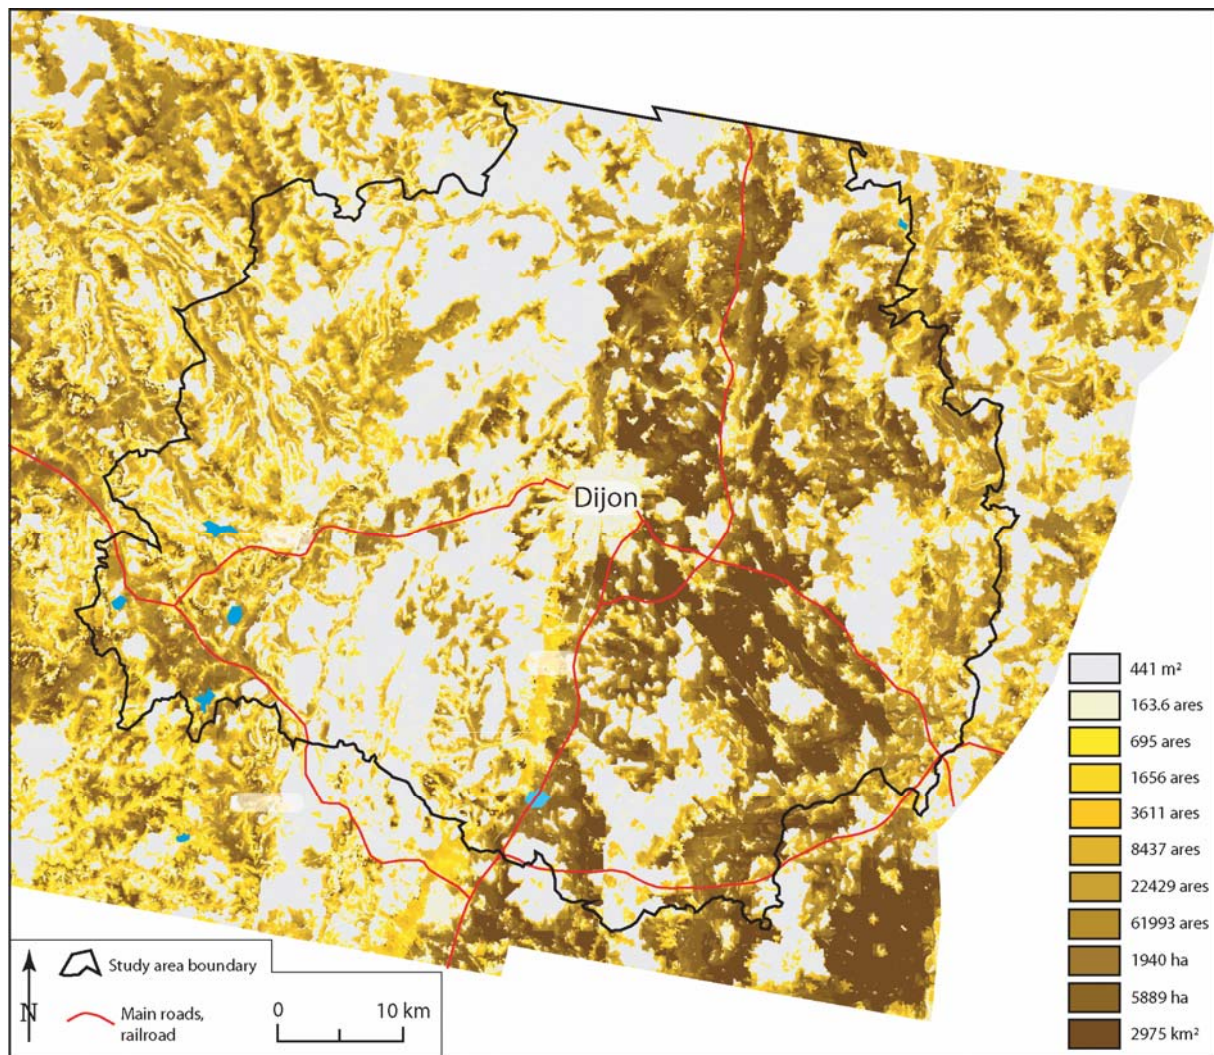 Dijon
441 m²
163.6 ares
695 ares
1656 ares
3611 ares
8437 ares
22429 ares
61993 ares
1940 ha
5889 ha
2975 km²
N
Study area boundary
Main roads,
railroad
0 10 km